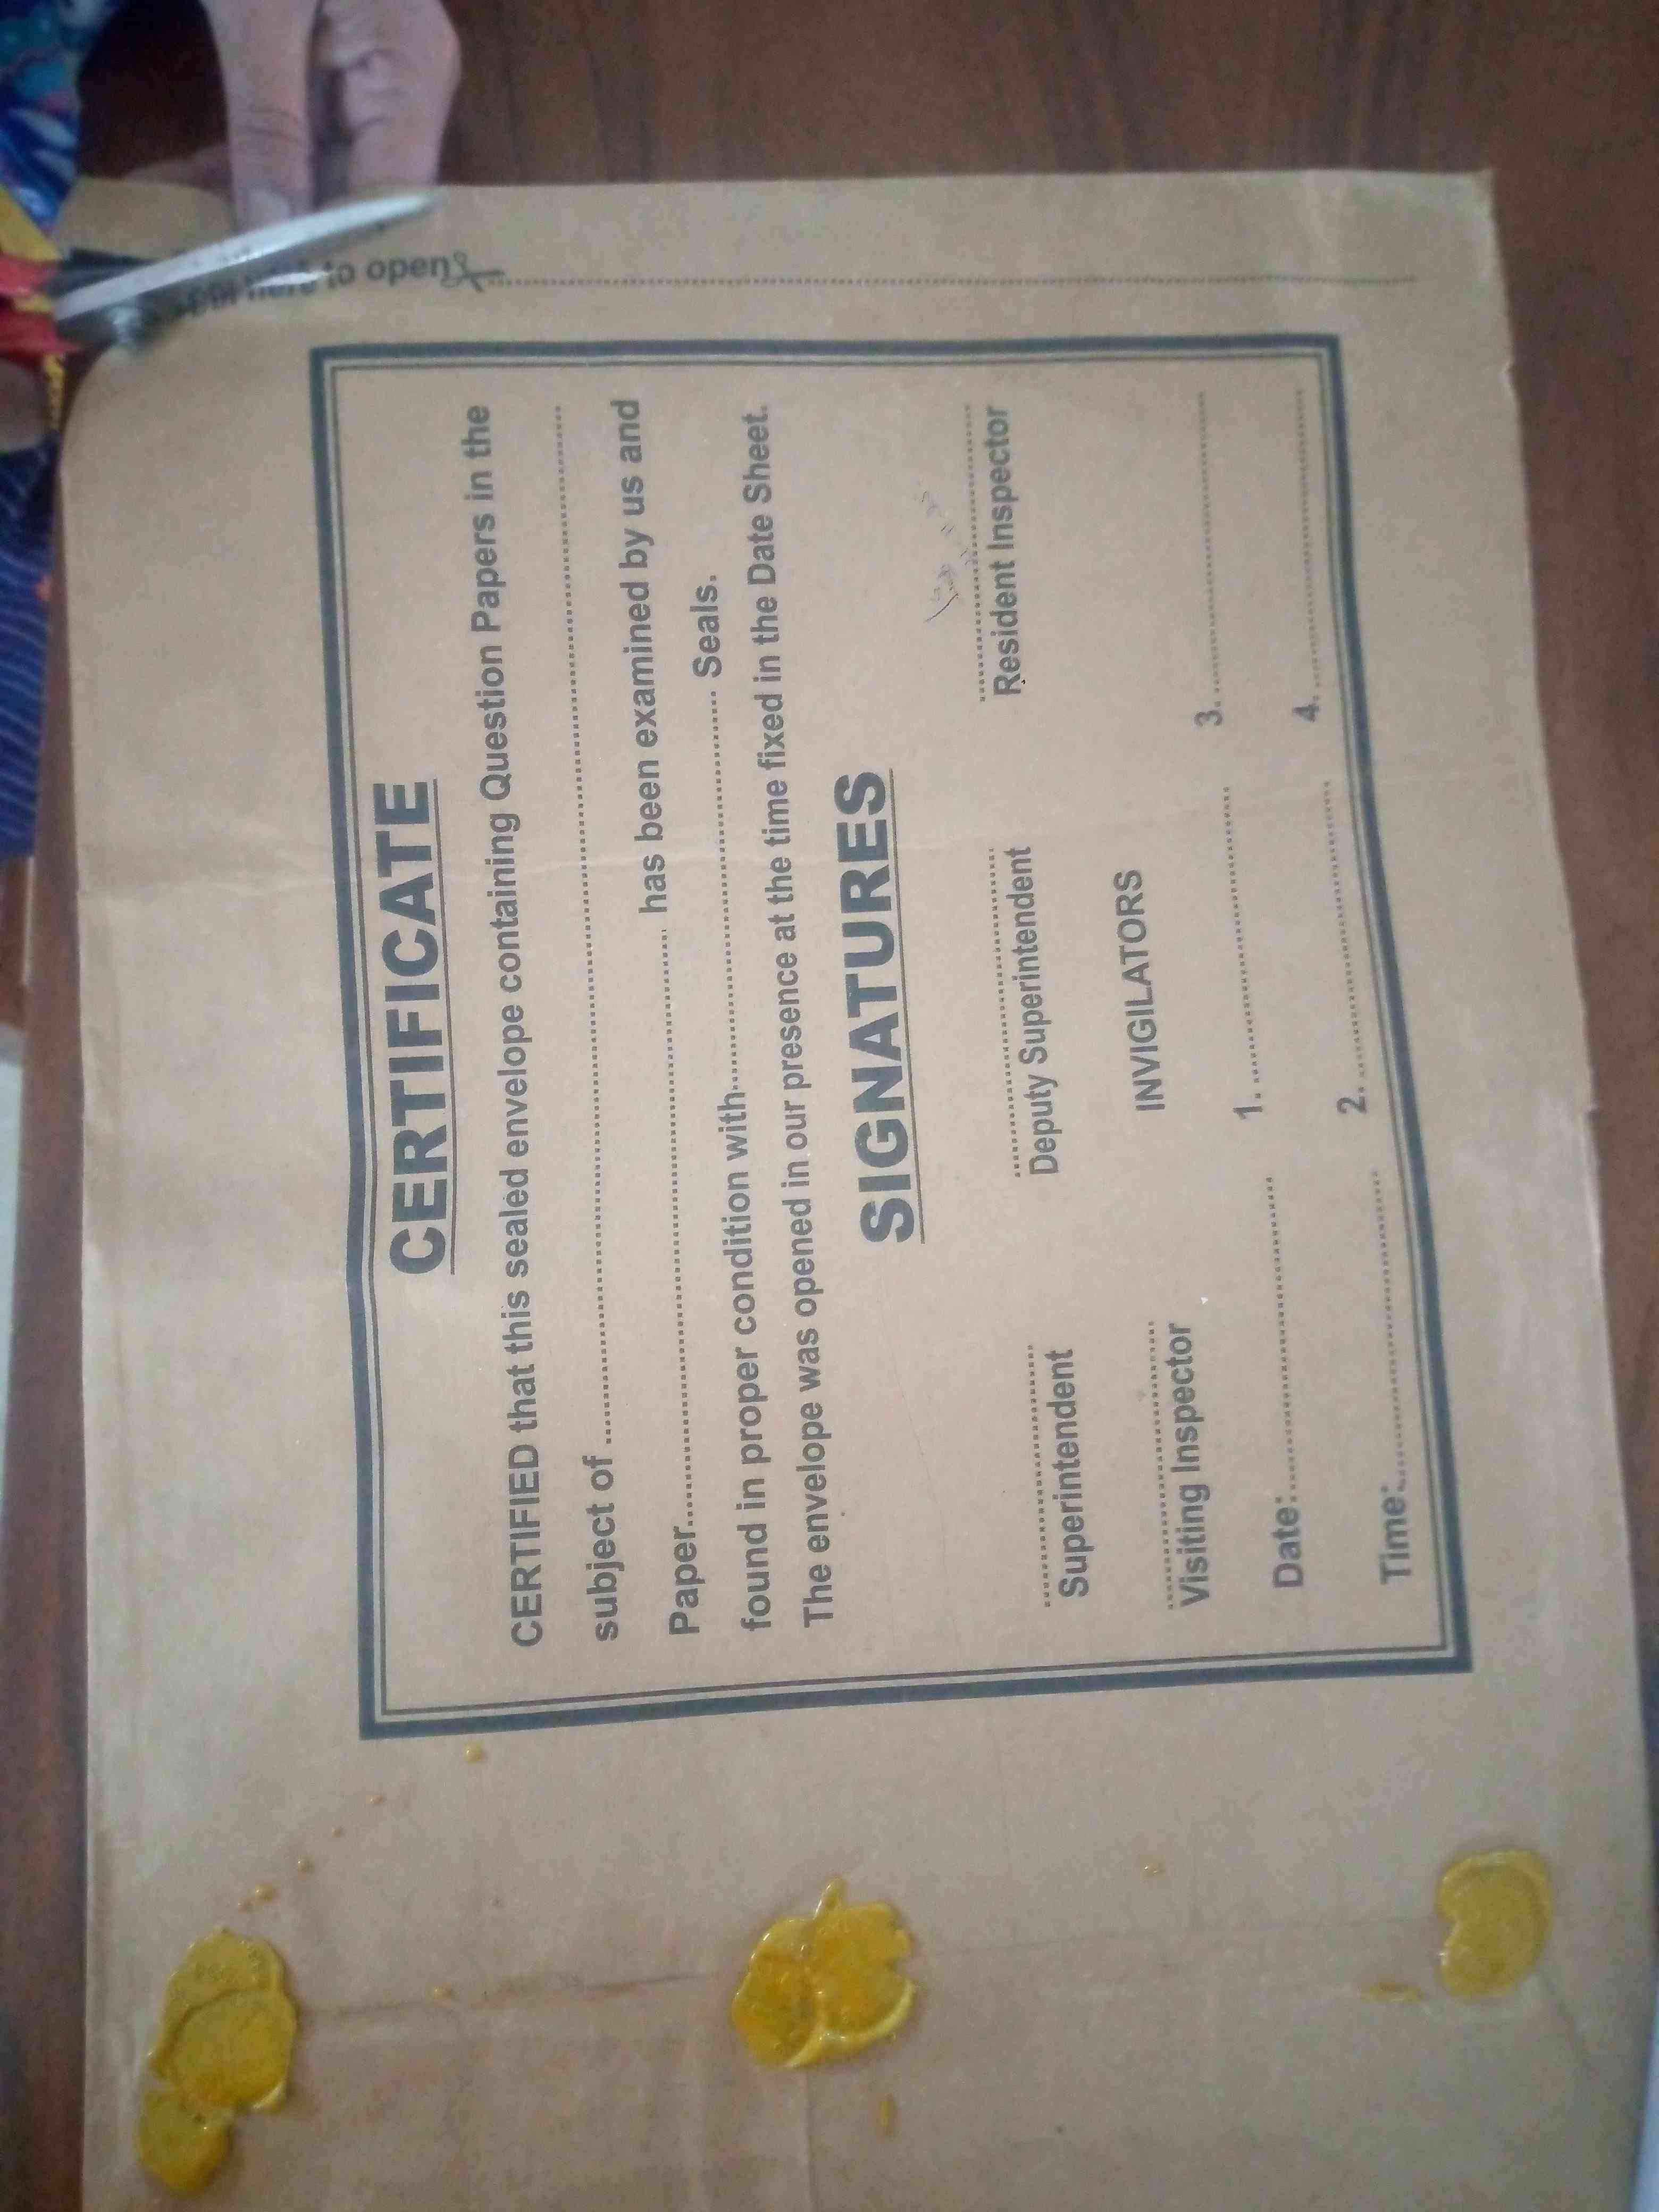 here to open
CERTIFICATE
CERTIFIED that this sealed envelope containing Question Papers in the
subject of ................................................................
Paper........................................ has been examined by us and
found in proper condition with........................................ Seals.
The envelope was opened in our presence at the time fixed in the Date Sheet.
SIGNATURES
Superintendent Deputy Superintendent Resident Inspector
Visiting Inspector INVIGILATORS
Date:.............................. 1. .............................. 3. ..............................
Time:.............................. 2. .............................. 4. ..............................